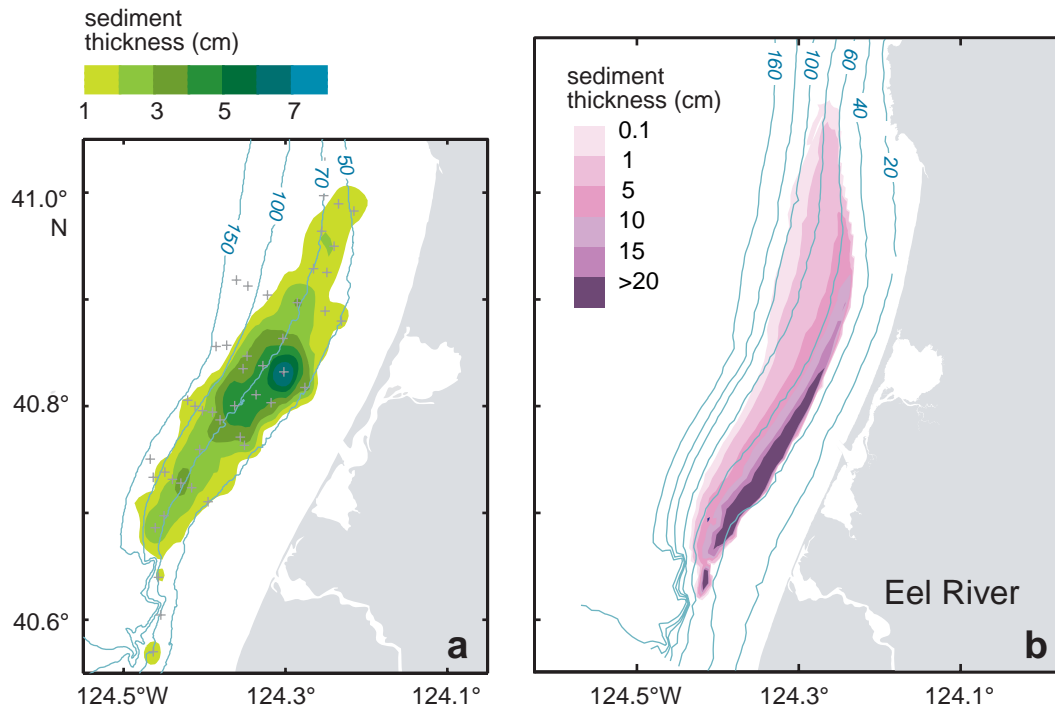 sediment
thickness (cm)
1 3 5 7
41.0°
N
40.8°
40.6°
150
100
70
50
a
124.5°W 124.3° 124.1°
sediment
thickness (cm)
0.1
1
5
10
15
>20
160
100
60
40
20
Eel River
b
124.5°W 124.3° 124.1°